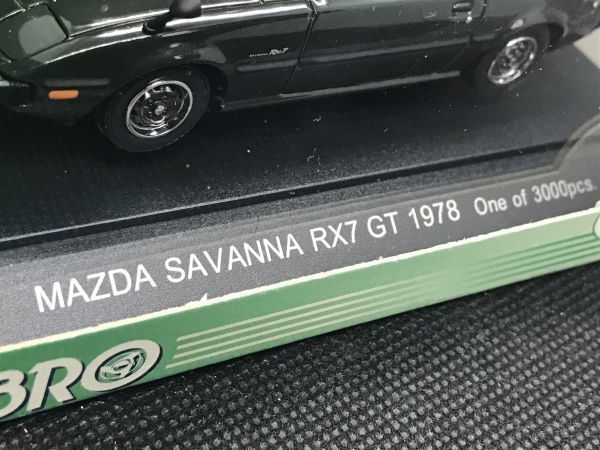 MAZDA SAVANNA RX7 GT 1978 One of 3000pcs.
BRO